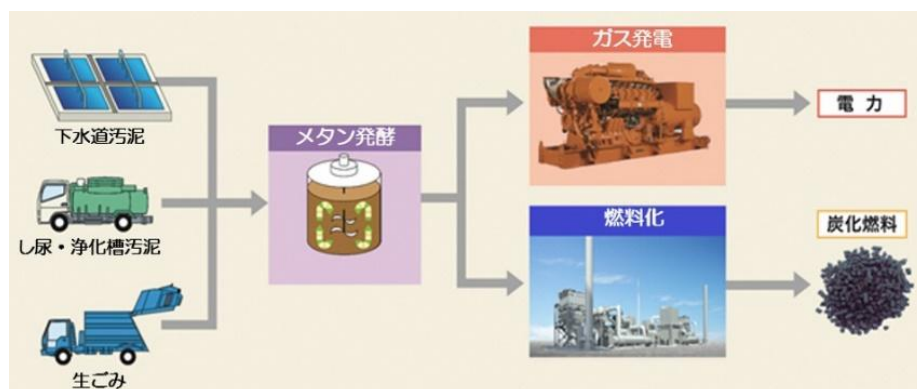 下水道汚泥
し尿・浄化槽汚泥
生ごみ
メタン発酵
ガス発電
燃料化
電力
炭化燃料